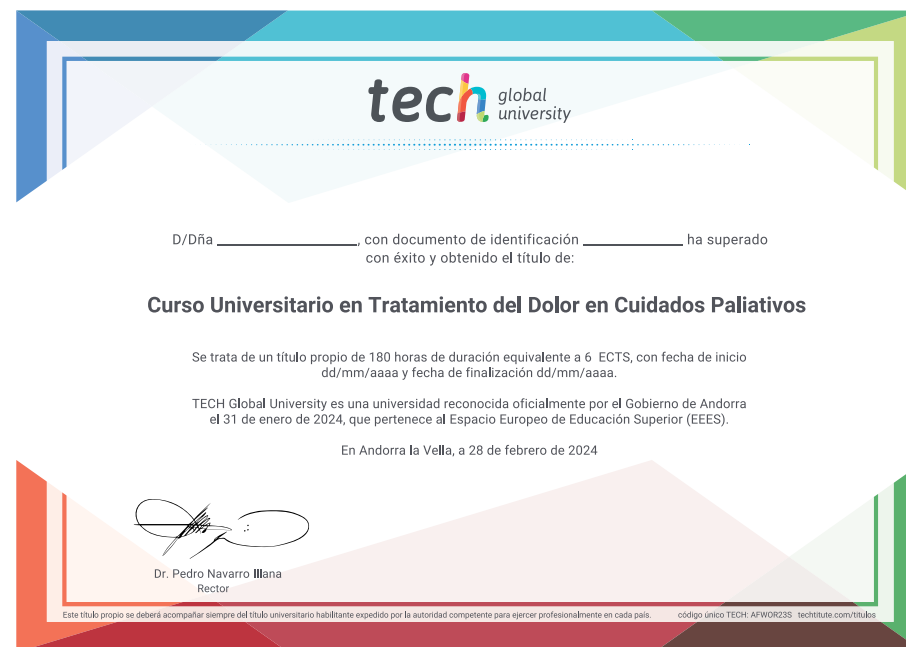 tech global university
D/Dña ____________________, con documento de identificación ______________ ha superado
con éxito y obtenido el título de:
Curso Universitario en Tratamiento del Dolor en Cuidados Paliativos
Se trata de un título propio de 180 horas de duración equivalente a 6 ECTS, con fecha de inicio
dd/mm/aaaa y fecha de finalización dd/mm/aaaa.
TECH Global University es una universidad reconocida oficialmente por el Gobierno de Andorra
el 31 de enero de 2024, que pertenece al Espacio Europeo de Educación Superior (EEES).
En Andorra la Vella, a 28 de febrero de 2024
Dr. Pedro Navarro Illana
Rector
Este título propio se deberá acompañar siempre del título universitario habilitante expedido por la autoridad competente para ejercer profesionalmente en cada país. código único TECH: AFWOR23S techtitute.com/titulos